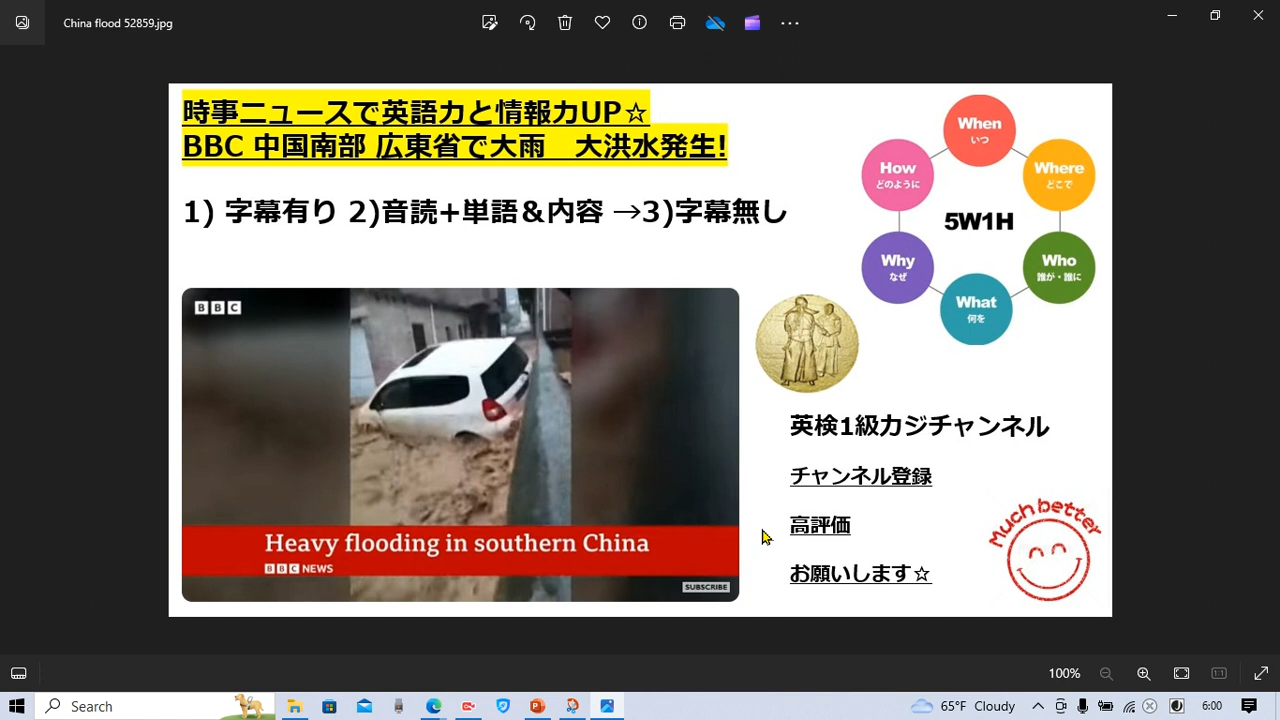 China flood 52859.jpg
時事ニュースで英語力と情報力UP☆
BBC 中国南部 広東省で大雨　大洪水発生!
1) 字幕有り 2)音読+単語＆内容 →3)字幕無し
When
いつ
How
どのように
Where
どこで
5W1H
Why
なぜ
Who
誰が・誰に
What
何を
BBC
Heavy flooding in southern China
BBC NEWS
SUBSCRIBE
英検1級カジチャンネル
チャンネル登録
高評価
お願いします☆
Much better
100%
1:1
Search
65°F Cloudy
6:00